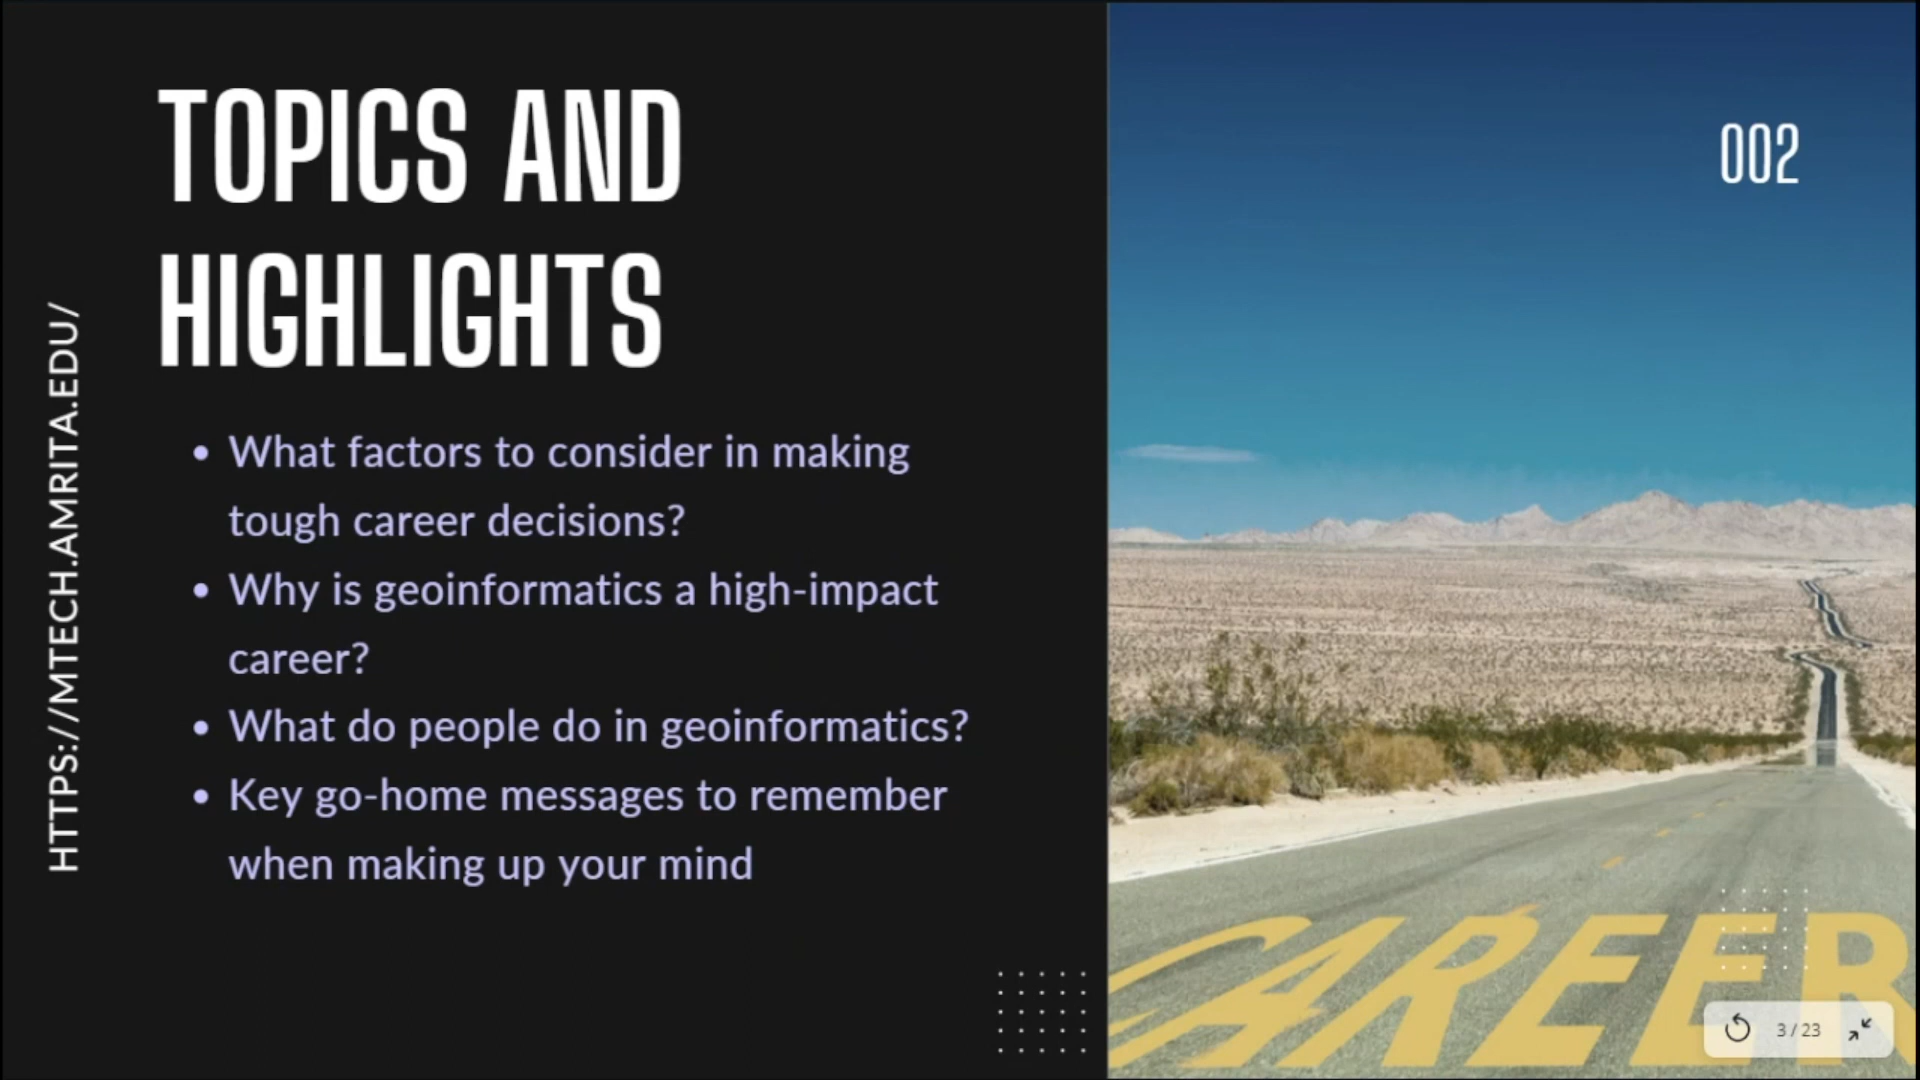 TOPICS AND
HIGHLIGHTS
002
HTTPS://MTECH.AMRITA.EDU/
• What factors to consider in making
tough career decisions?
• Why is geoinformatics a high-impact
career?
• What do people do in geoinformatics?
• Key go-home messages to remember
when making up your mind
CAREER
3 / 23